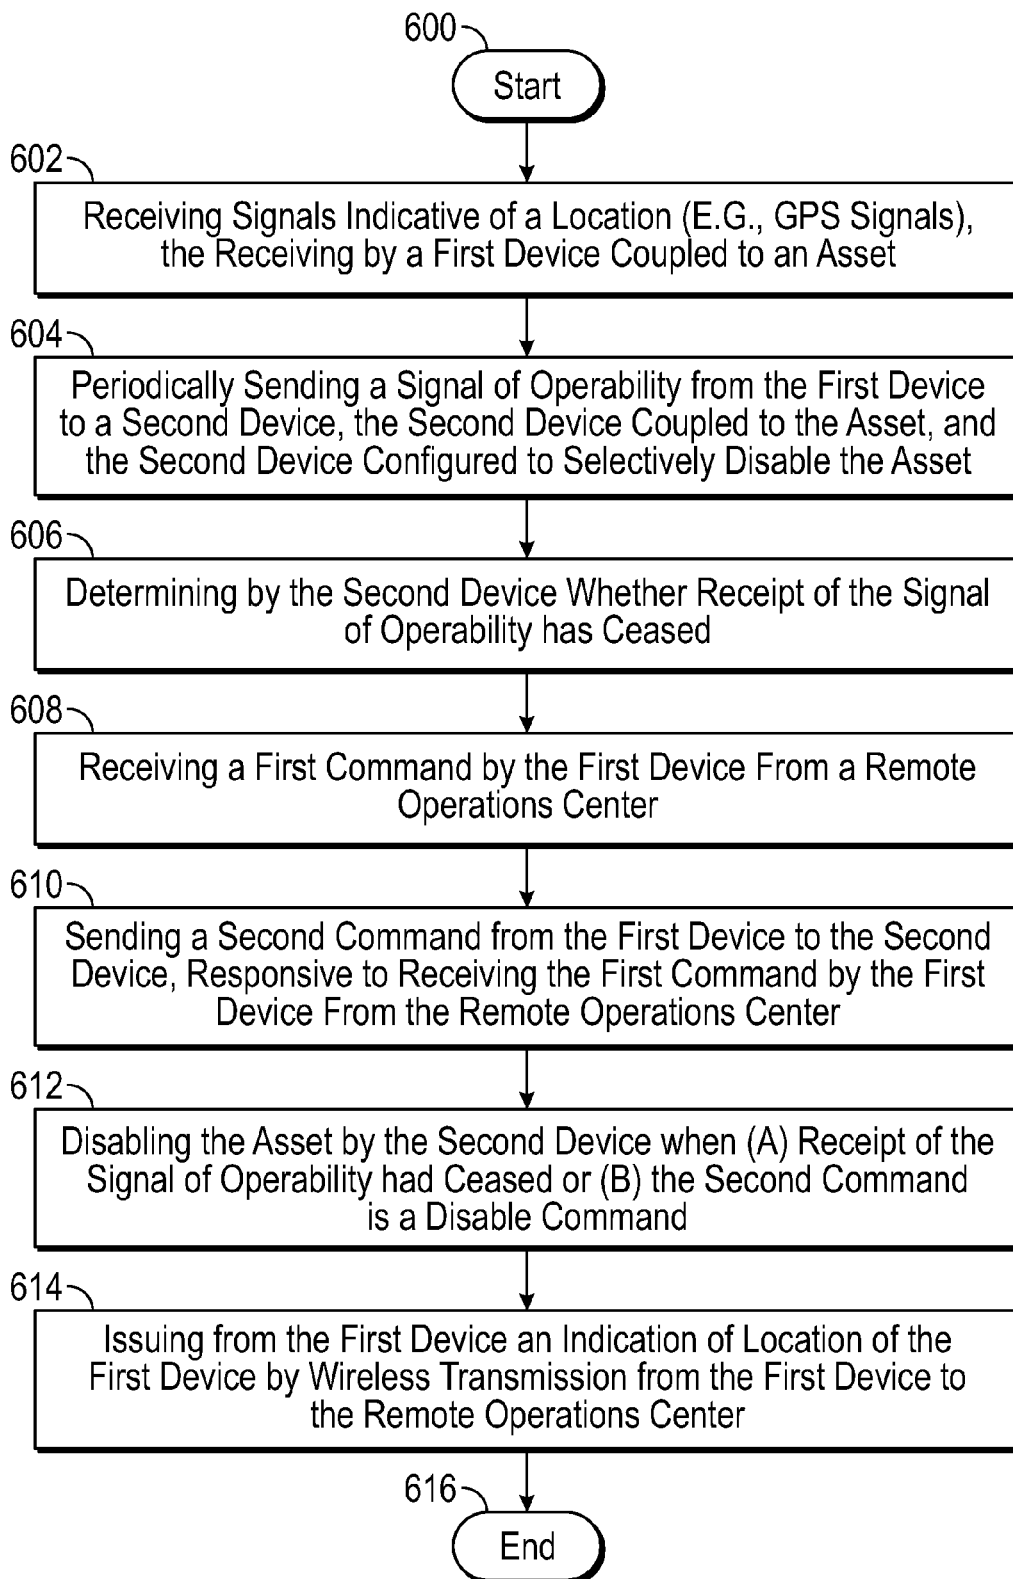 600
Start
602
Receiving Signals Indicative of a Location (E.G., GPS Signals),
the Receiving by a First Device Coupled to an Asset
604
Periodically Sending a Signal of Operability from the First Device
to a Second Device, the Second Device Coupled to the Asset, and
the Second Device Configured to Selectively Disable the Asset
606
Determining by the Second Device Whether Receipt of the Signal
of Operability has Ceased
608
Receiving a First Command by the First Device From a Remote
Operations Center
610
Sending a Second Command from the First Device to the Second
Device, Responsive to Receiving the First Command by the First
Device From the Remote Operations Center
612
Disabling the Asset by the Second Device when (A) Receipt of the
Signal of Operability had Ceased or (B) the Second Command
is a Disable Command
614
Issuing from the First Device an Indication of Location of the
First Device by Wireless Transmission from the First Device to
the Remote Operations Center
616
End